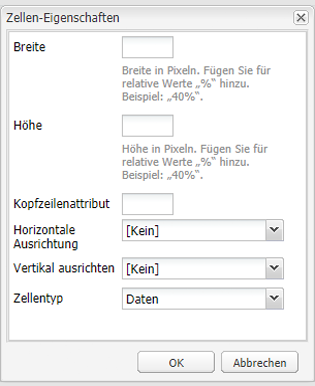 Zellen-Eigenschaften
Breite
Breite in Pixeln. Fügen Sie für
relative Werte „%“ hinzu.
Beispiel: „40%“.
Höhe
Höhe in Pixeln. Fügen Sie für
relative Werte „%“ hinzu.
Beispiel: „40%“.
Kopfzeilenattribut
Horizontale
Ausrichtung
[Kein]
Vertikal ausrichten
[Kein]
Zellentyp
Daten
OK
Abbrechen